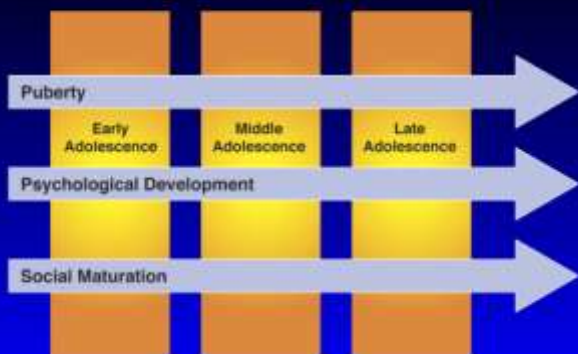 Puberty
Early Adolescence
Middle Adolescence
Late Adolescence
Psychological Development
Social Maturation